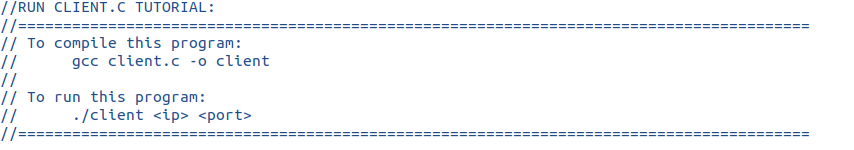 //RUN CLIENT.C TUTORIAL:
//========================================================================================
// To compile this program:
//      gcc client.c -o client
//
// To run this program:
//      ./client <ip> <port>
//========================================================================================